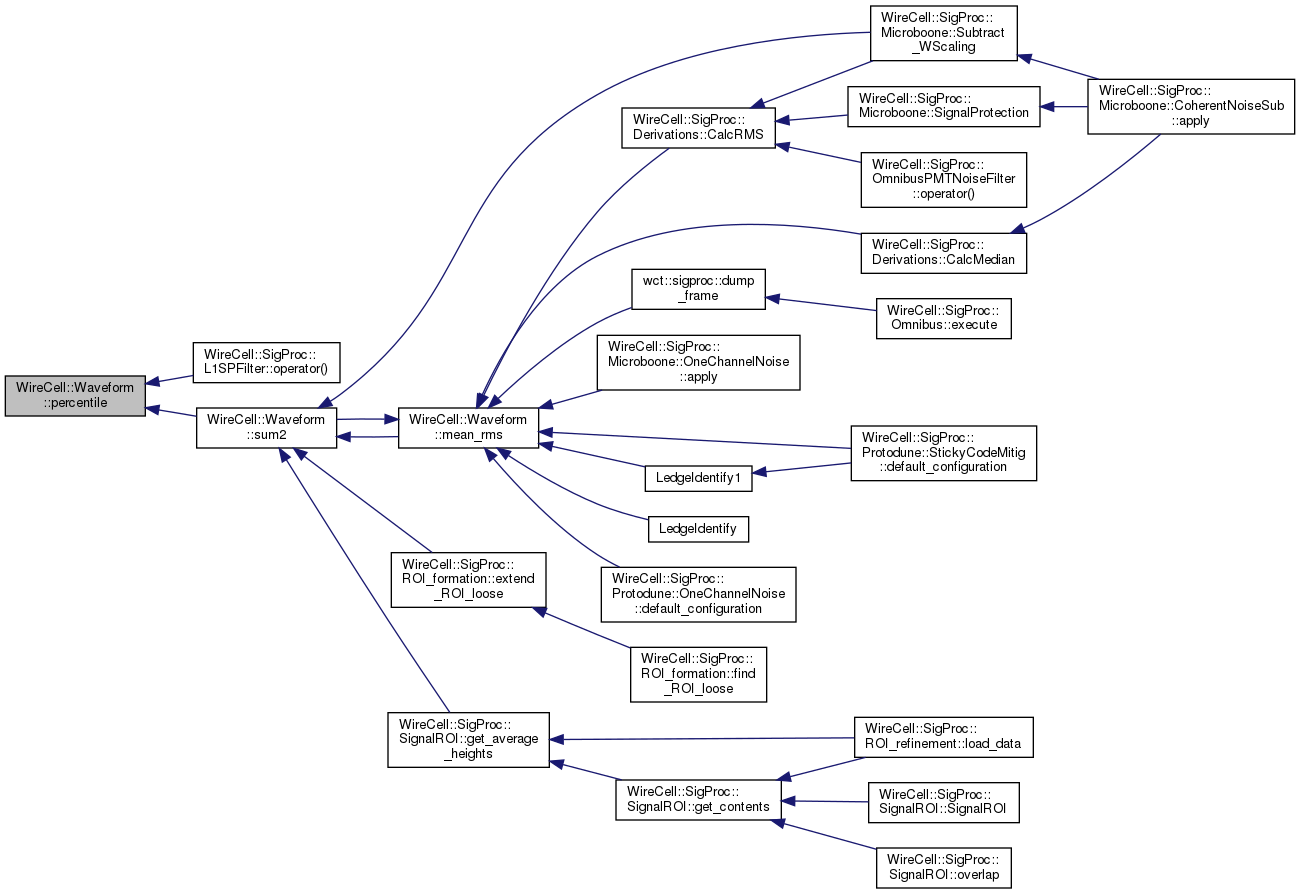 WireCell::Waveform
::percentile
WireCell::SigProc::
L1SPFilter::operator()
WireCell::Waveform
::sum2
WireCell::Waveform
::mean_rms
WireCell::SigProc::
ROI_formation::extend
_ROI_loose
WireCell::SigProc::
SignalROI::get_average
_heights
WireCell::SigProc::
Derivations::CalcRMS
wct::sigproc::dump
_frame
WireCell::SigProc::
Microboone::OneChannelNoise
::apply
LedgeIdentify1
LedgeIdentify
WireCell::SigProc::
Protodune::OneChannelNoise
::default_configuration
WireCell::SigProc::
ROI_formation::find
_ROI_loose
WireCell::SigProc::
SignalROI::get_contents
WireCell::SigProc::
Microboone::Subtract
_WScaling
WireCell::SigProc::
Microboone::SignalProtection
WireCell::SigProc::
OmnibusPMTNoiseFilter
::operator()
WireCell::SigProc::
Derivations::CalcMedian
WireCell::SigProc::
Omnibus::execute
WireCell::SigProc::
Protodune::StickyCodeMitig
::default_configuration
WireCell::SigProc::
ROI_refinement::load_data
WireCell::SigProc::
SignalROI::SignalROI
WireCell::SigProc::
SignalROI::overlap
WireCell::SigProc::
Microboone::CoherentNoiseSub
::apply